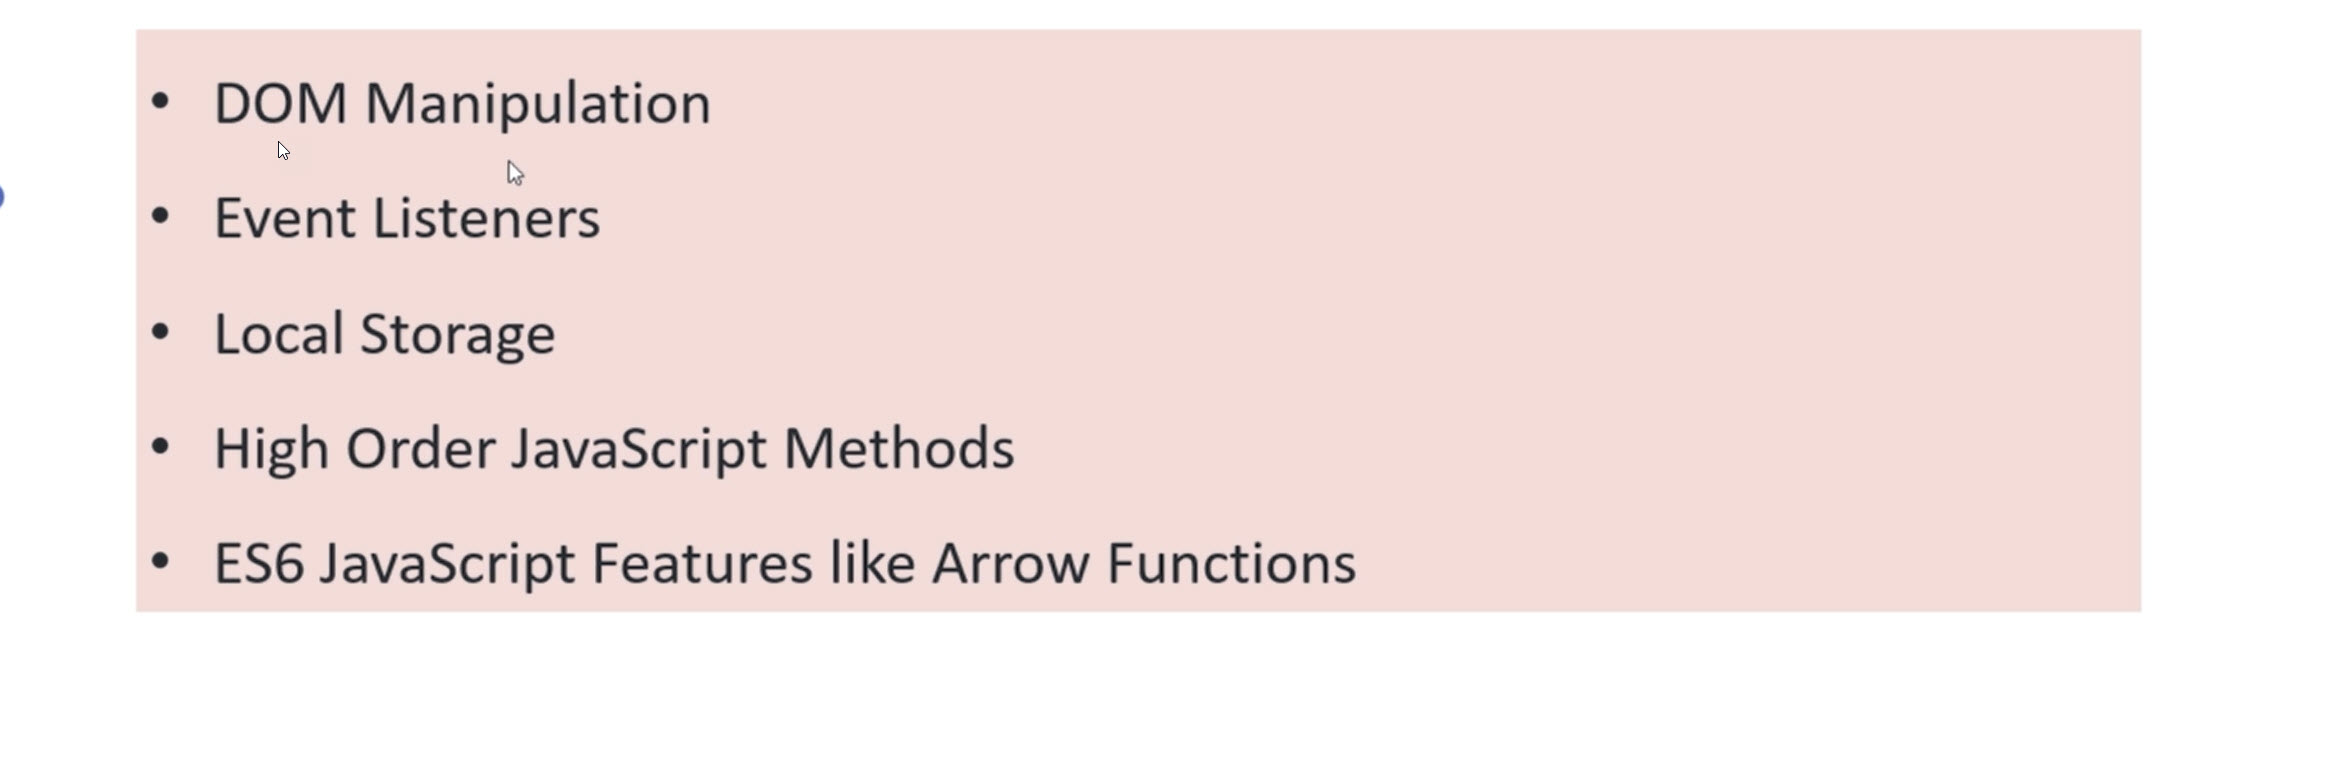 • DOM Manipulation
• Event Listeners
• Local Storage
• High Order JavaScript Methods
• ES6 JavaScript Features like Arrow Functions